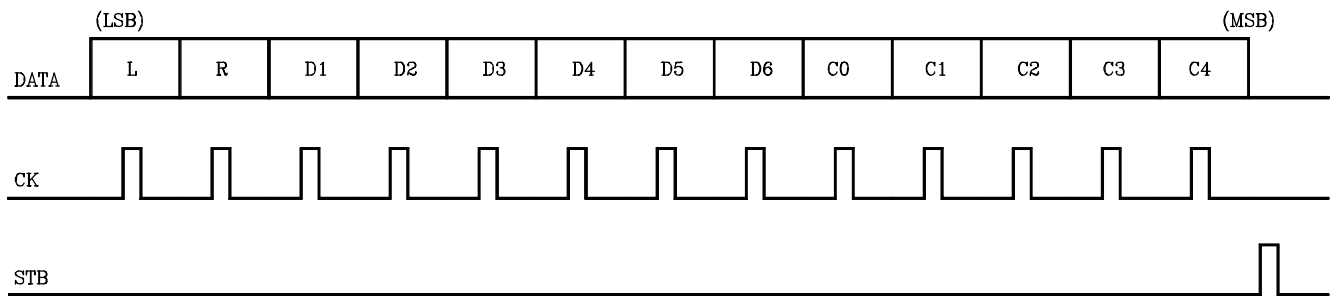 (LSB) (MSB)
DATA L R D1 D2 D3 D4 D5 D6 C0 C1 C2 C3 C4
CK
STB